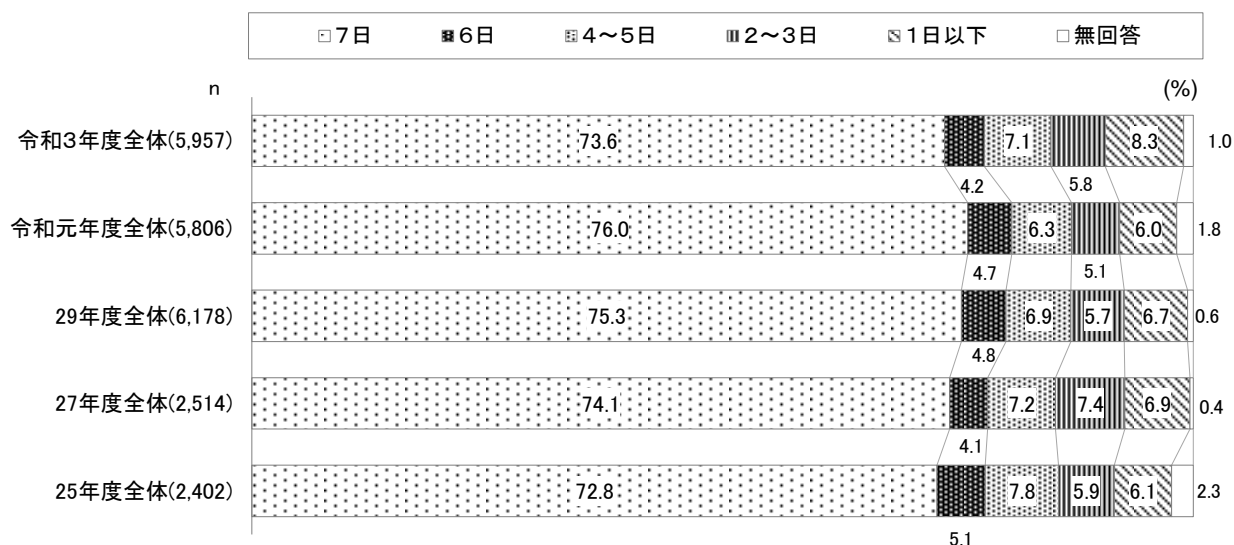 7日 6日 4～5日 2～3日 1日以下 無回答
n (%)
令和3年度全体(5,957) 73.6 7.1 8.3 1.0
4.2 5.8
令和元年度全体(5,806) 76.0 6.3 6.0 1.8
4.7 5.1
29年度全体(6,178) 75.3 6.9 5.7 6.7 0.6
4.8
27年度全体(2,514) 74.1 7.2 7.4 6.9 0.4
4.1
25年度全体(2,402) 72.8 7.8 5.9 6.1 2.3
5.1